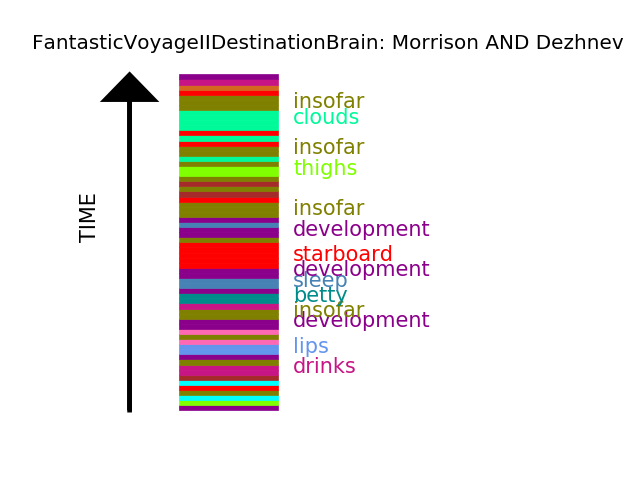 FantasticVoyageIIDestinationBrain: Morrison AND Dezhnev
TIME
insofar
clouds
insofar
thighs
insofar
development
starboard
development
sleep
betty
insofar
development
lips
drinks